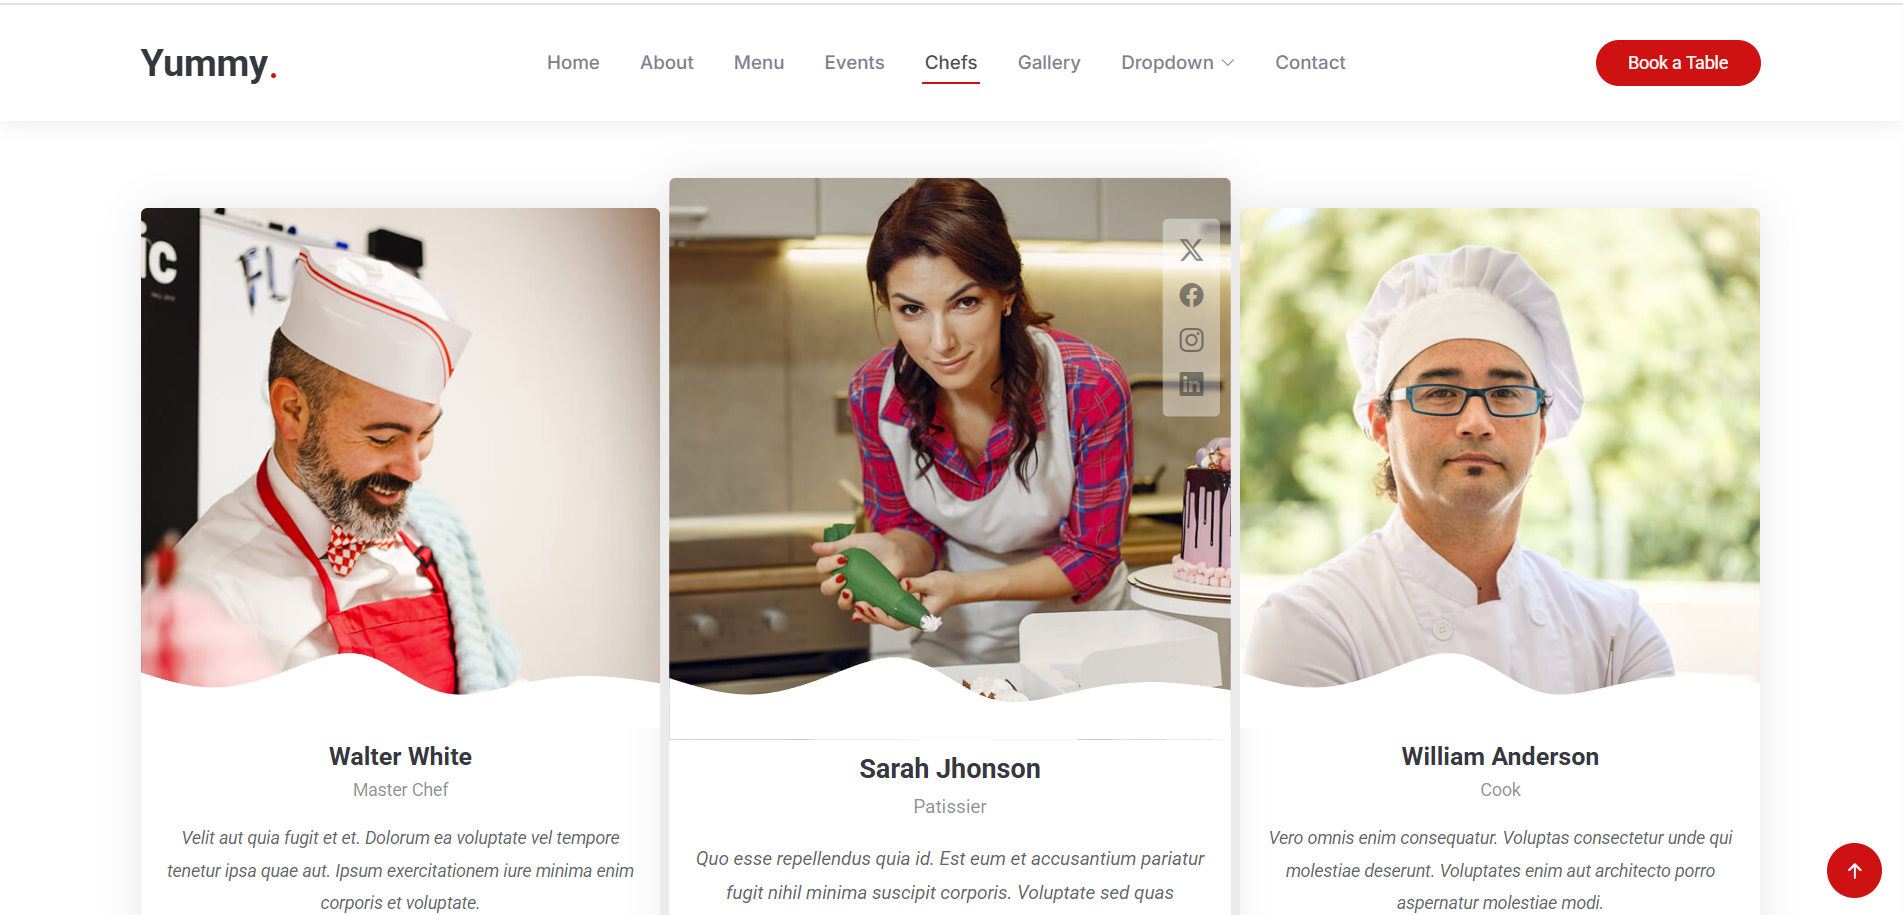 Yummy.
Home About Menu Events Chefs Gallery Dropdown Contact
Book a Table
ic
FL
Walter White
Master Chef
Velit aut quia fugit et et. Dolorum ea voluptate vel tempore
tenetur ipsa quae aut. Ipsum exercitationem iure minima enim
corporis et voluptate.
Sarah Jhonson
Patissier
Quo esse repellendus quia id. Est eum et accusantium pariatur
fugit nihil minima suscipit corporis. Voluptate sed quas
William Anderson
Cook
Vero omnis enim consequatur. Voluptas consectetur unde qui
molestiae deserunt. Voluptates enim aut architecto porro
aspernatur molestiae modi.